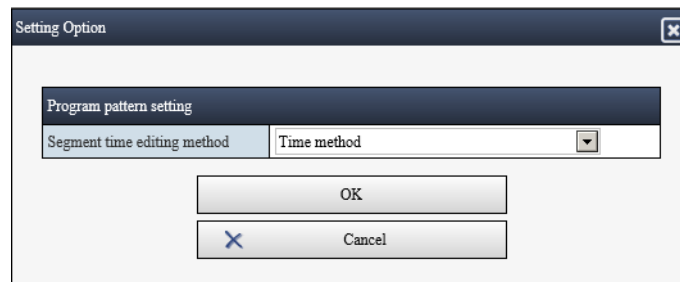 Setting Option
Program pattern setting
Segment time editing method Time method
OK
Cancel